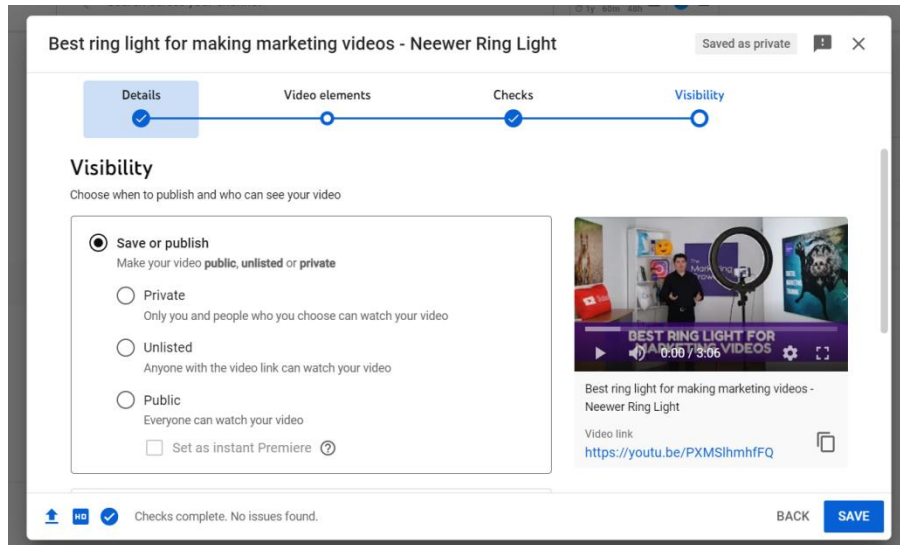 Best ring light for making marketing videos - Neewer Ring Light
Saved as private
Details
Video elements
Checks
Visibility
Visibility
Choose when to publish and who can see your video
Save or publish
Make your video public, unlisted or private
Private
Only you and people who you choose can watch your video
Unlisted
Anyone with the video link can watch your video
Public
Everyone can watch your video
Set as instant Premiere
BEST RING LIGHT FOR
MARKETING VIDEOS
0:00 / 3:06
Best ring light for making marketing videos -
Neewer Ring Light
Video link
https://youtu.be/PXMSlhmhfFQ
HD
Checks complete. No issues found.
BACK
SAVE